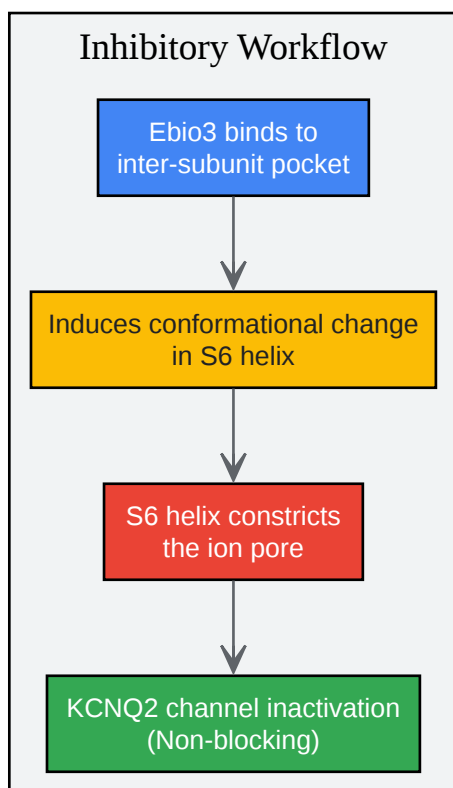 Inhibitory Workflow
Ebio3 binds to
inter-subunit pocket
Induces conformational change
in S6 helix
S6 helix constricts
the ion pore
KCNQ2 channel inactivation
(Non-blocking)